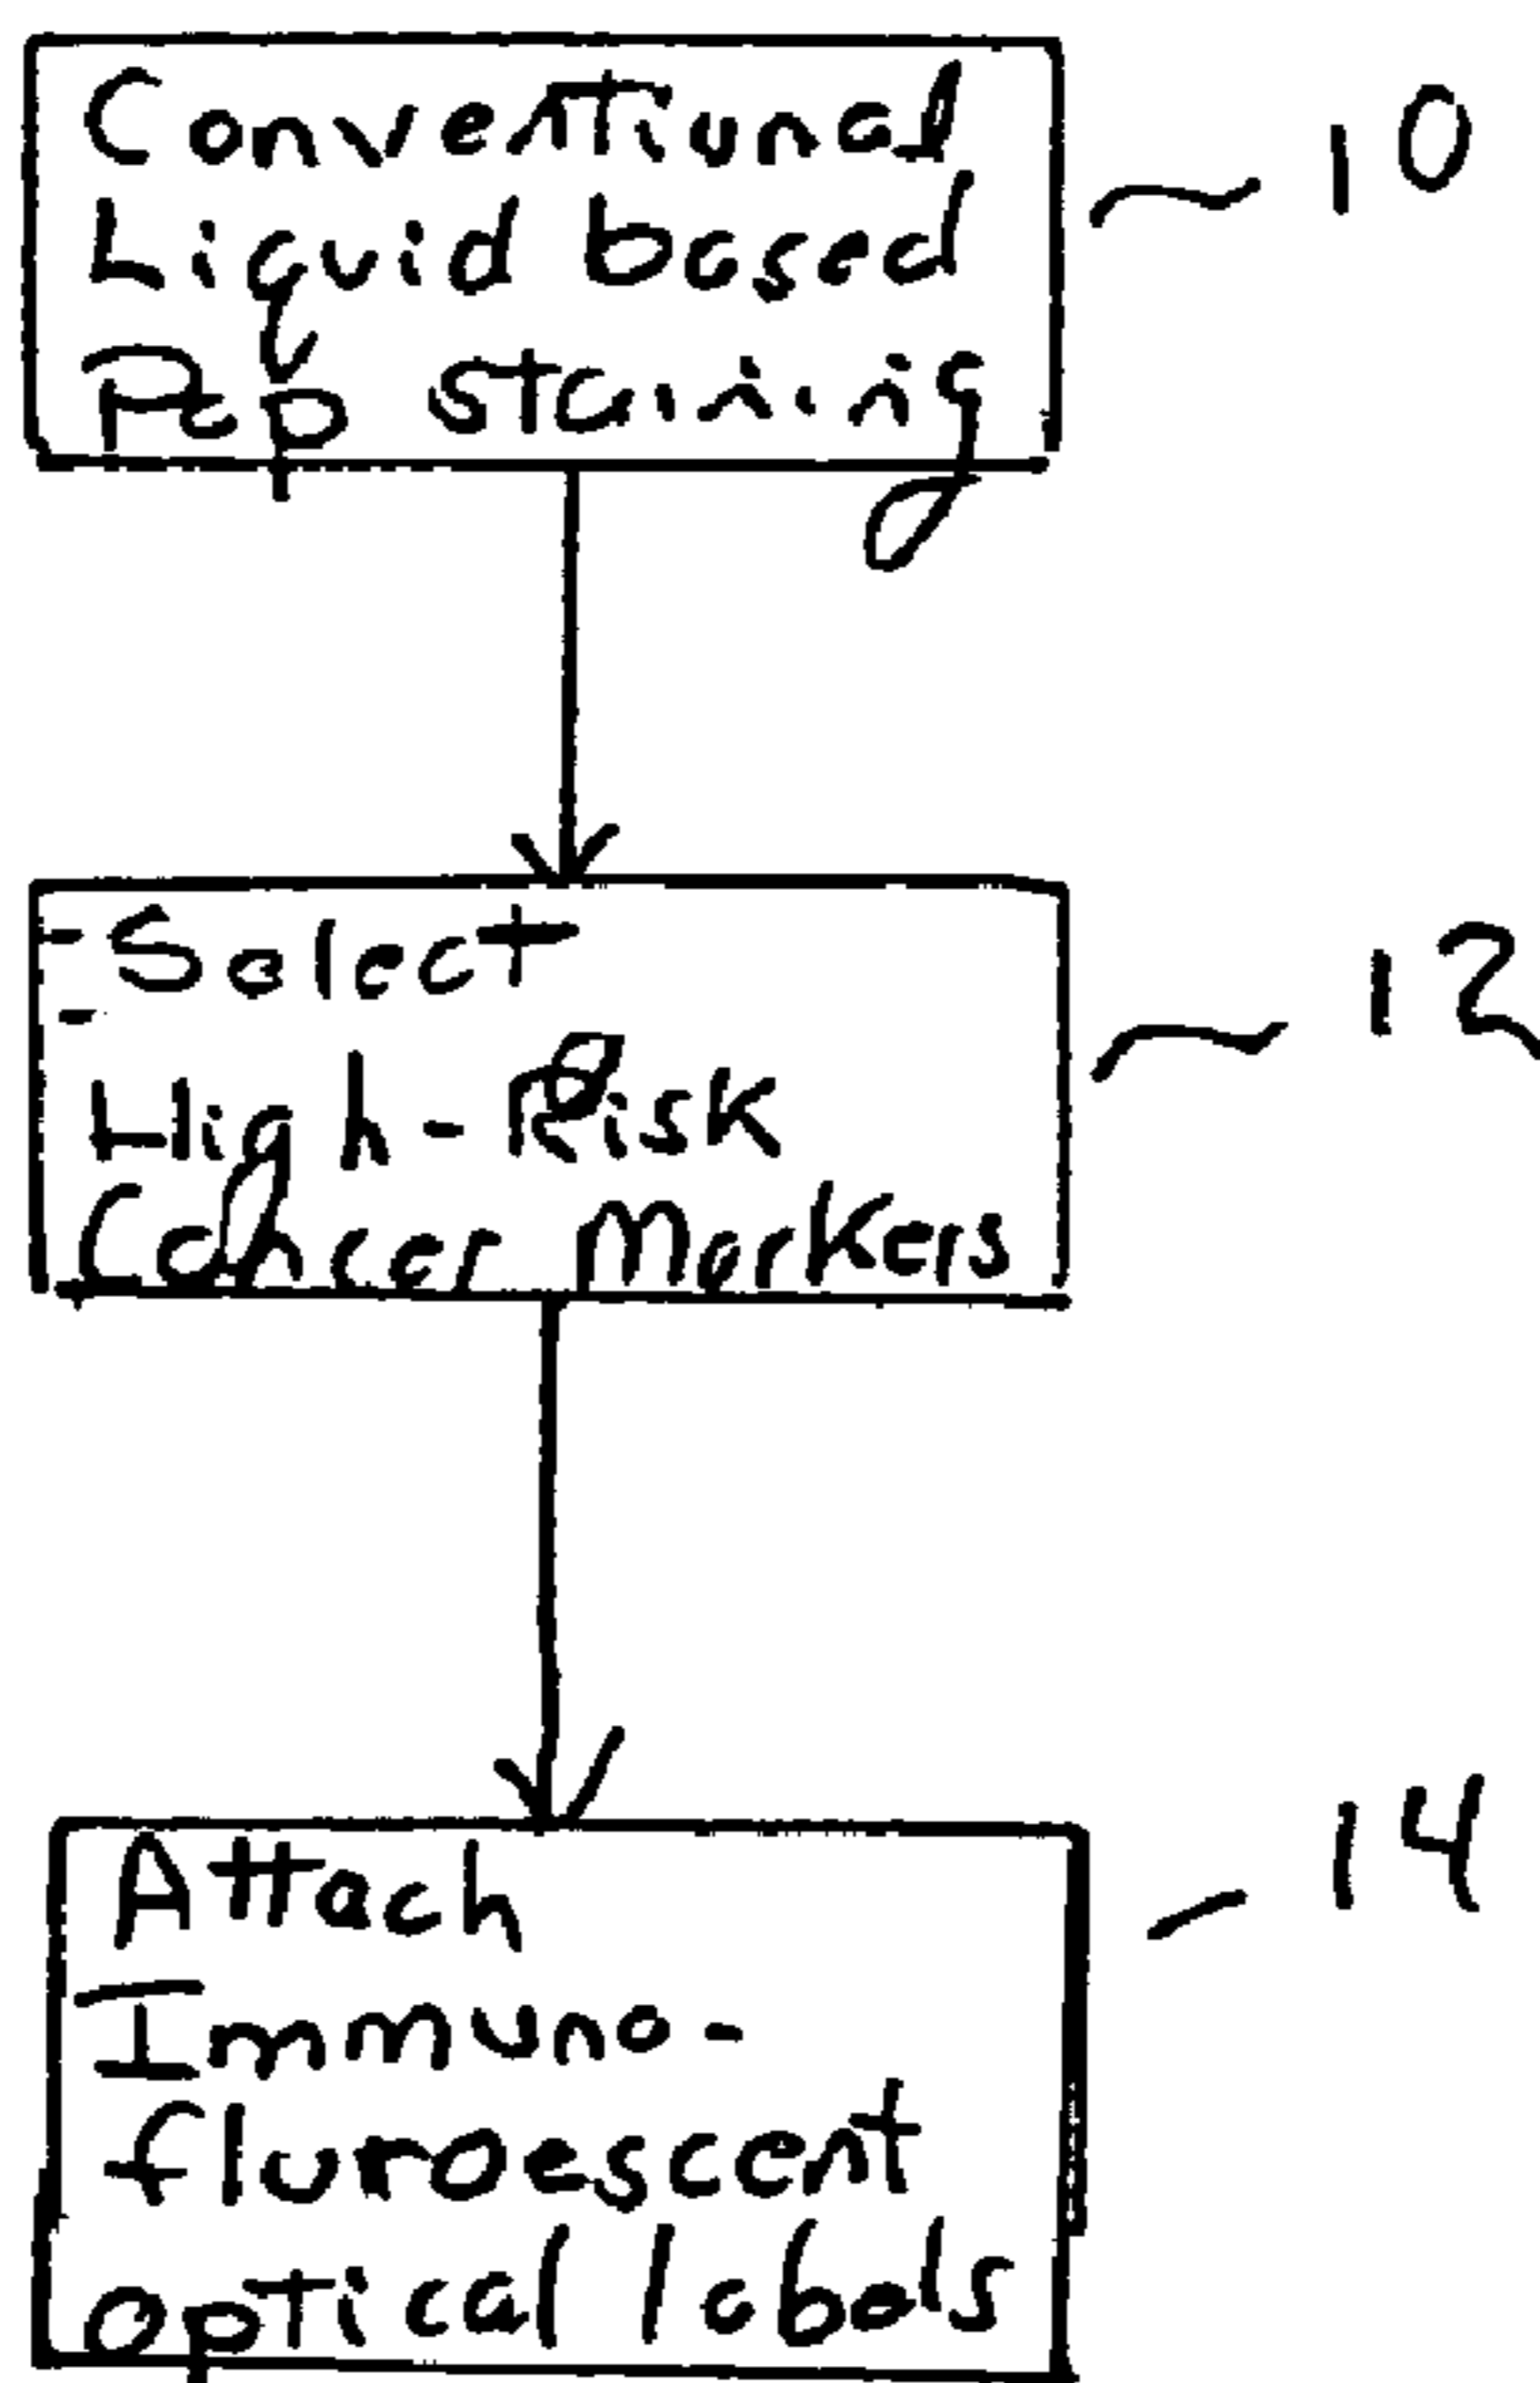 Conventional
10
Liquid based
Pap staining
Select
12
High-Risk
Cancer Markers
Attach
14
Immuno-
fluroescent
optical labels